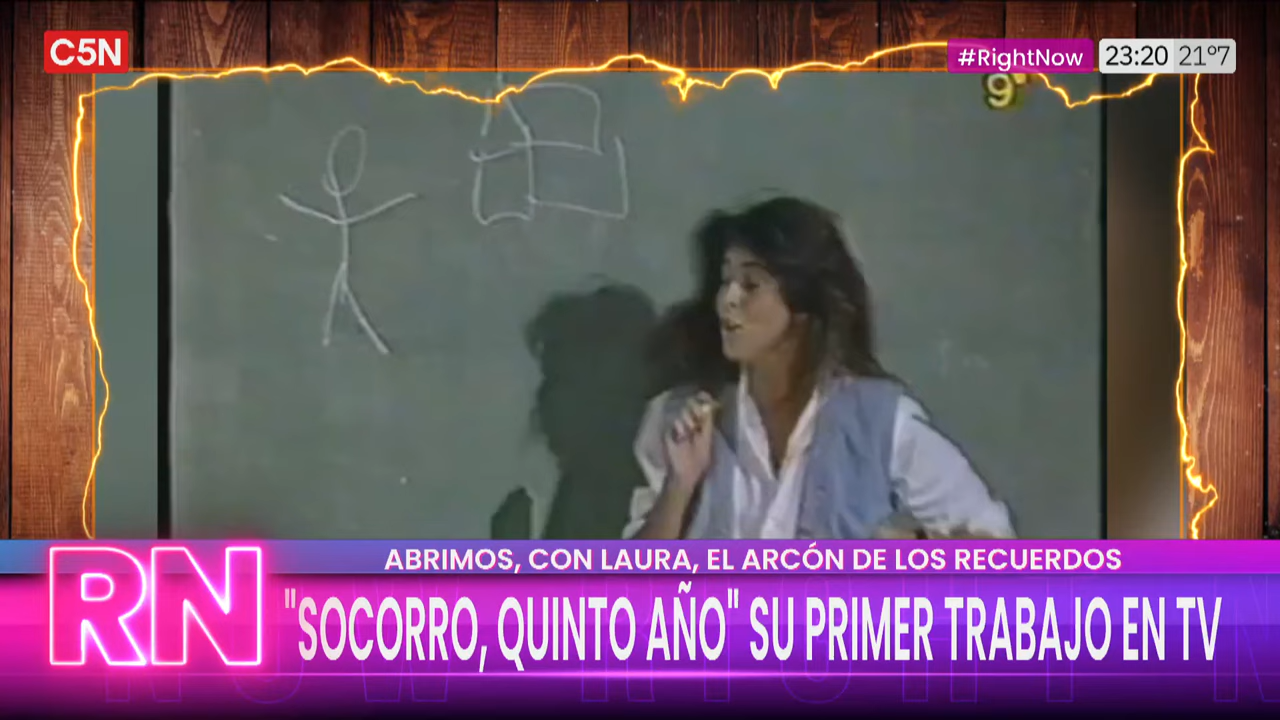 C5N
#RightNow
23:20 21°7
9
ABRIMOS, CON LAURA, EL ARCÓN DE LOS RECUERDOS
RN
"SOCORRO, QUINTO AÑO" SU PRIMER TRABAJO EN TV